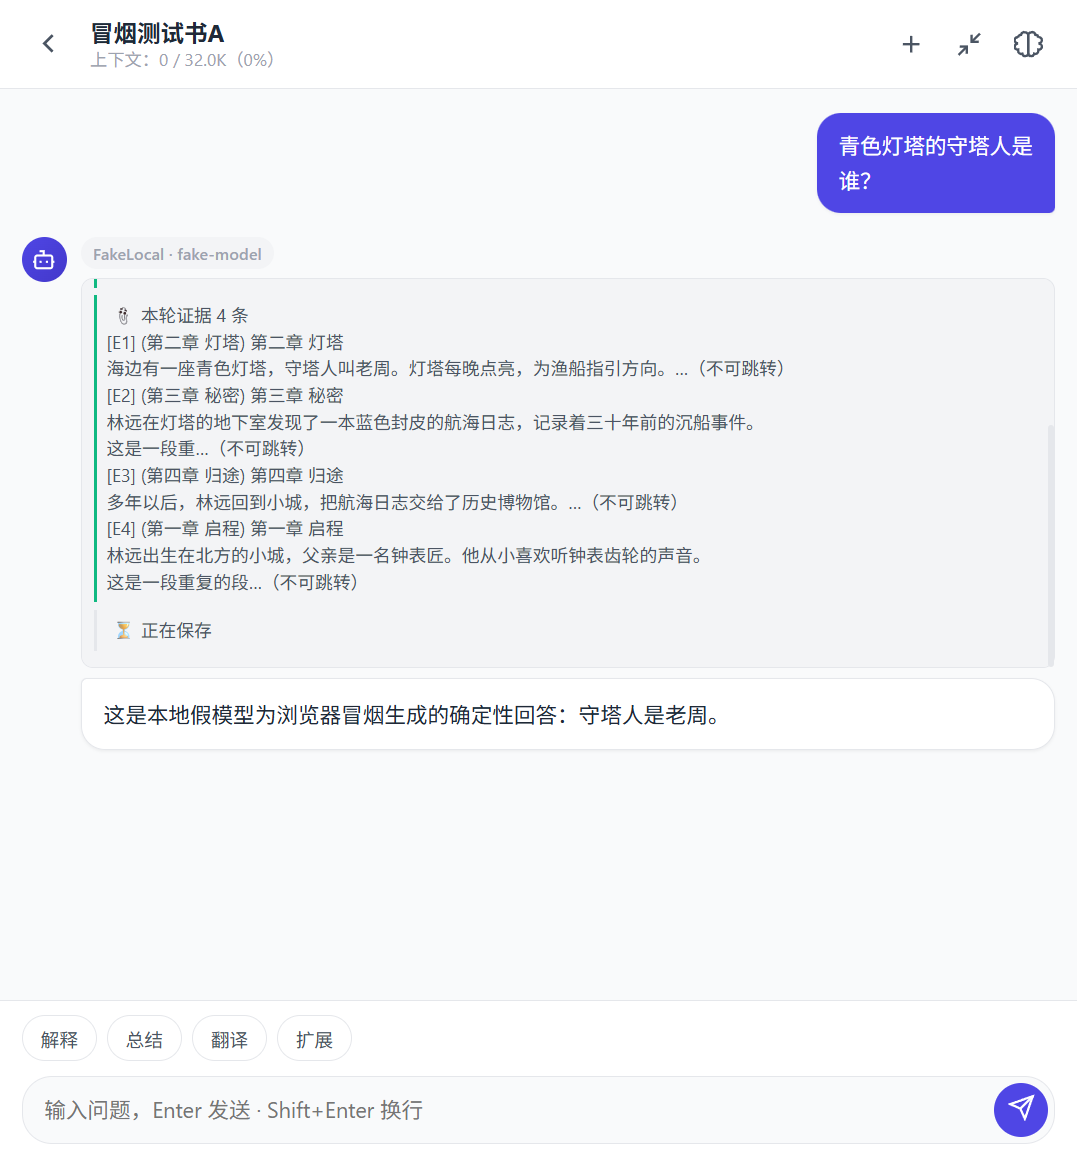 冒烟测试书A
上下文：0 / 32.0K（0%）
青色灯塔的守塔人是
谁？
FakeLocal · fake-model
本轮证据 4 条
[E1] (第二章 灯塔) 第二章 灯塔
海边有一座青色灯塔，守塔人叫老周。灯塔每晚点亮，为渔船指引方向。...（不可跳转）
[E2] (第三章 秘密) 第三章 秘密
林远在灯塔的地下室发现了一本蓝色封皮的航海日志，记录着三十年前的沉船事件。
这是一段重...（不可跳转）
[E3] (第四章 归途) 第四章 归途
多年以后，林远回到小城，把航海日志交给了历史博物馆。...（不可跳转）
[E4] (第一章 启程) 第一章 启程
林远出生在北方的小城，父亲是一名钟表匠。他从小喜欢听钟表齿轮的声音。
这是一段重复的段...（不可跳转）
⏳ 正在保存
这是本地假模型为浏览器冒烟生成的确定性回答：守塔人是老周。
解释 总结 翻译 扩展
输入问题，Enter 发送 · Shift+Enter 换行